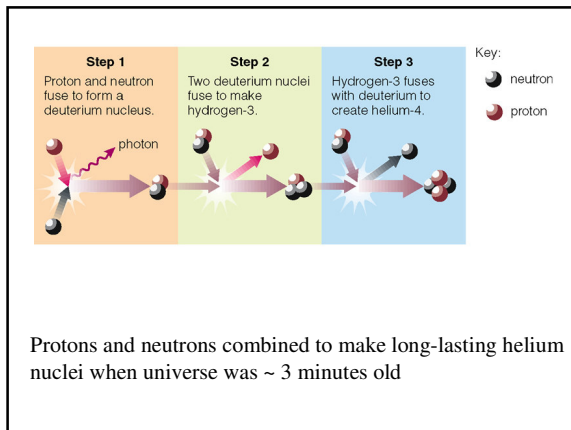 Step 1
Proton and neutron
fuse to form a
deuterium nucleus.
photon
Step 2
Two deuterium nuclei
fuse to make
hydrogen-3.
Step 3
Hydrogen-3 fuses
with deuterium to
create helium-4.
Key:
neutron
proton
Protons and neutrons combined to make long-lasting helium
nuclei when universe was ~ 3 minutes old